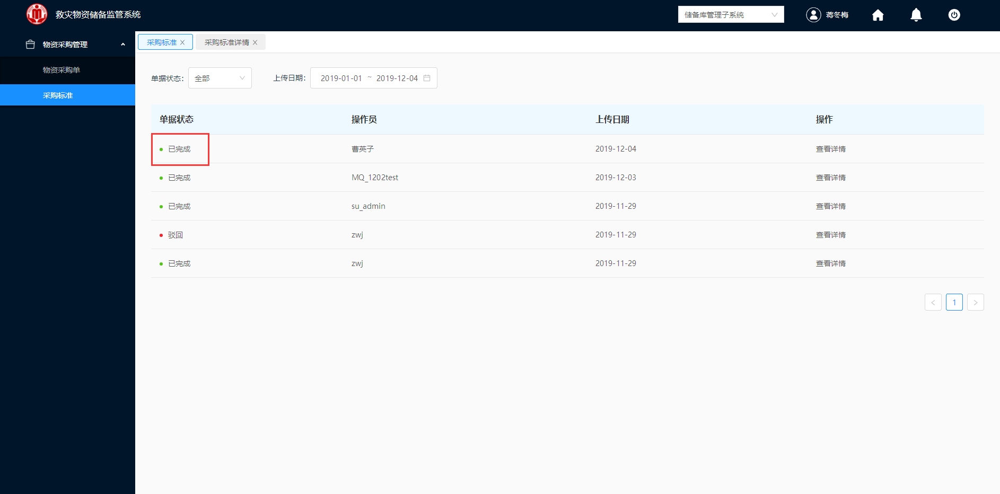 救灾物资储备监管系统
储备库管理子系统
蒋冬梅
物资采购管理
物资采购单
采购标准
采购标准 采购标准详情
单据状态: 全部 上传日期: 2019-01-01 ~ 2019-12-04
单据状态 操作员 上传日期 操作
已完成 曹英子 2019-12-04 查看详情
已完成 MQ_1202test 2019-12-03 查看详情
已完成 su_admin 2019-11-29 查看详情
驳回 zwj 2019-11-29 查看详情
已完成 zwj 2019-11-29 查看详情
< 1 >